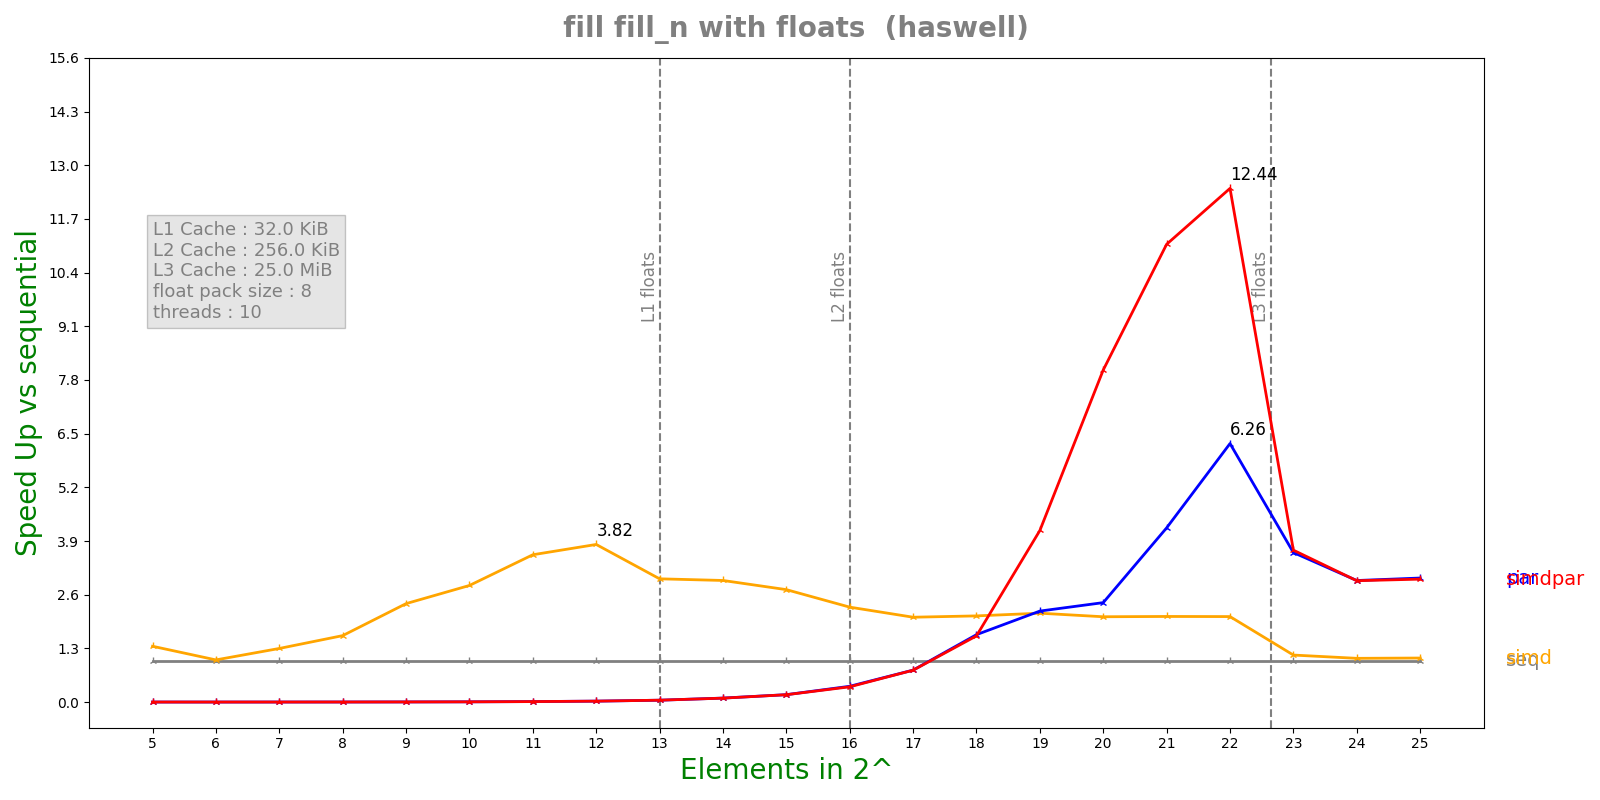 fill fill_n with floats (haswell)
Speed Up vs sequential
15.6
14.3
13.0
11.7
10.4
9.1
7.8
6.5
5.2
3.9
2.6
1.3
0.0
L1 Cache : 32.0 KiB
L2 Cache : 256.0 KiB
L3 Cache : 25.0 MiB
float pack size : 8
threads : 10
L1 floats
L2 floats
L3 floats
12.44
6.26
3.82
simdpar
par
simd
seq
5 6 7 8 9 10 11 12 13 14 15 16 17 18 19 20 21 22 23 24 25
Elements in 2^